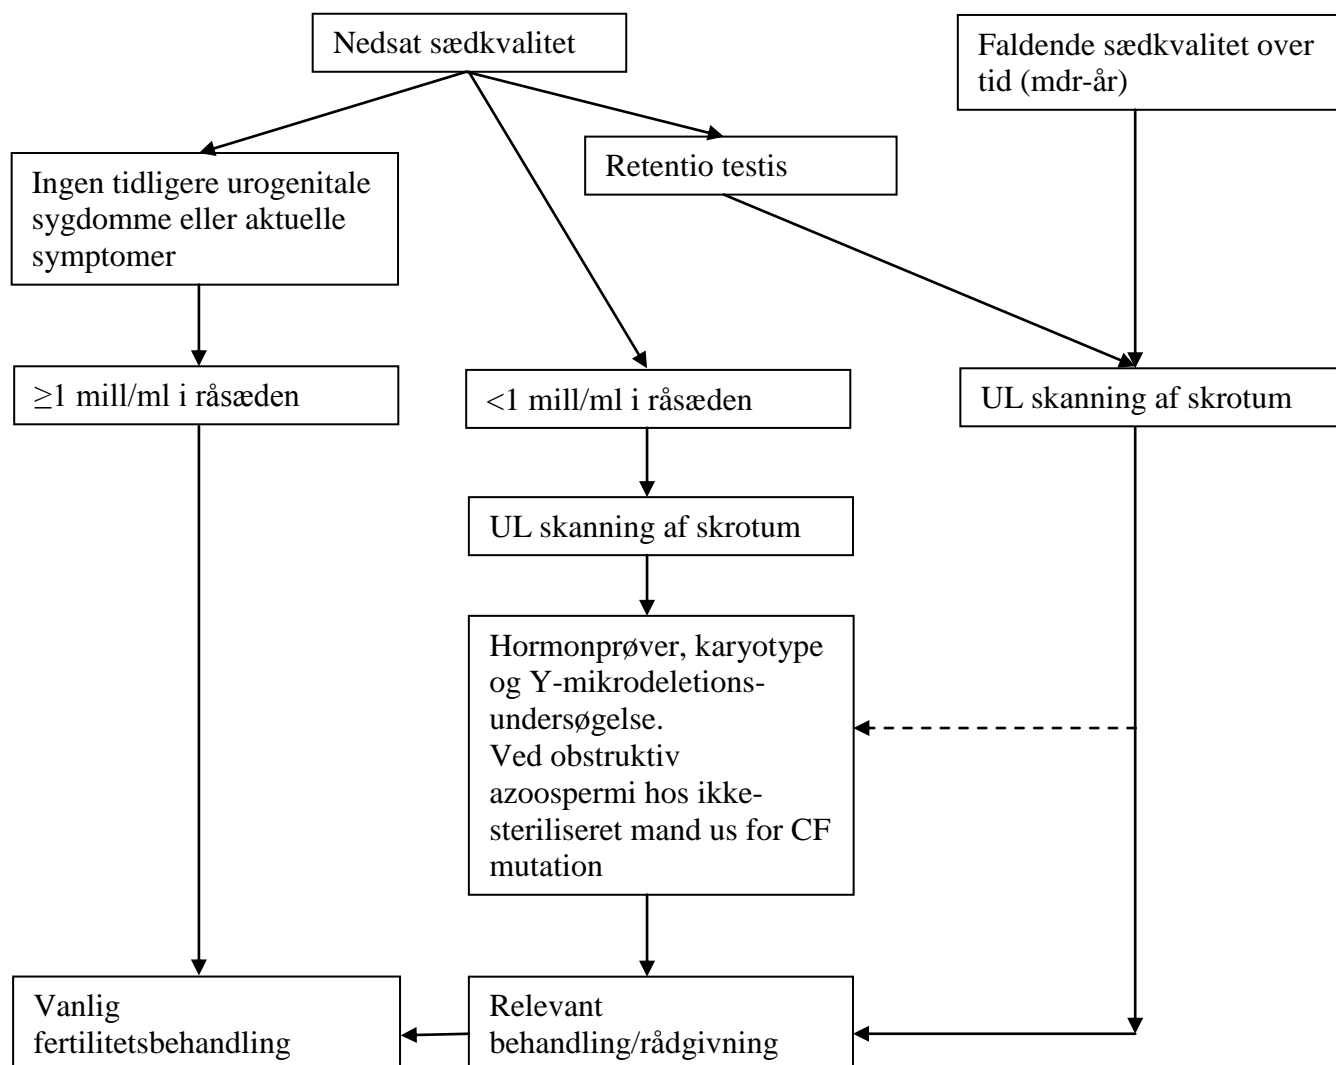 Nedsat sædkvalitet
Faldende sædkvalitet over
tid (mdr-år)
Retentio testis
Ingen tidligere urogenitale
sygdomme eller aktuelle
symptomer
≥1 mill/ml i råsæden
<1 mill/ml i råsæden
UL skanning af skrotum
UL skanning af skrotum
Hormonprøver, karyotype
og Y-mikrodeletions-
undersøgelse.
Ved obstruktiv
azoospermi hos ikke-
steriliseret mand us for CF
mutation
Vanlig
fertilitetsbehandling
Relevant
behandling/rådgivning